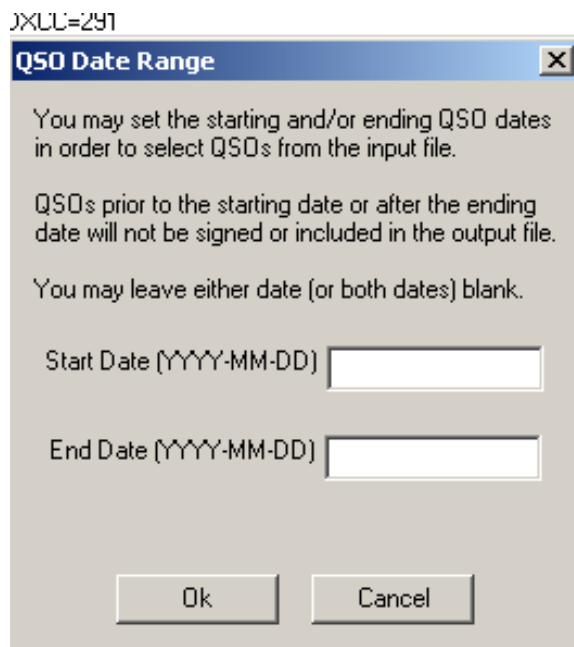 DXCC=291
QSO Date Range
You may set the starting and/or ending QSO dates
in order to select QSOs from the input file.
QSOs prior to the starting date or after the ending
date will not be signed or included in the output file.
You may leave either date (or both dates) blank.
Start Date (YYYY-MM-DD)
End Date (YYYY-MM-DD)
Ok
Cancel